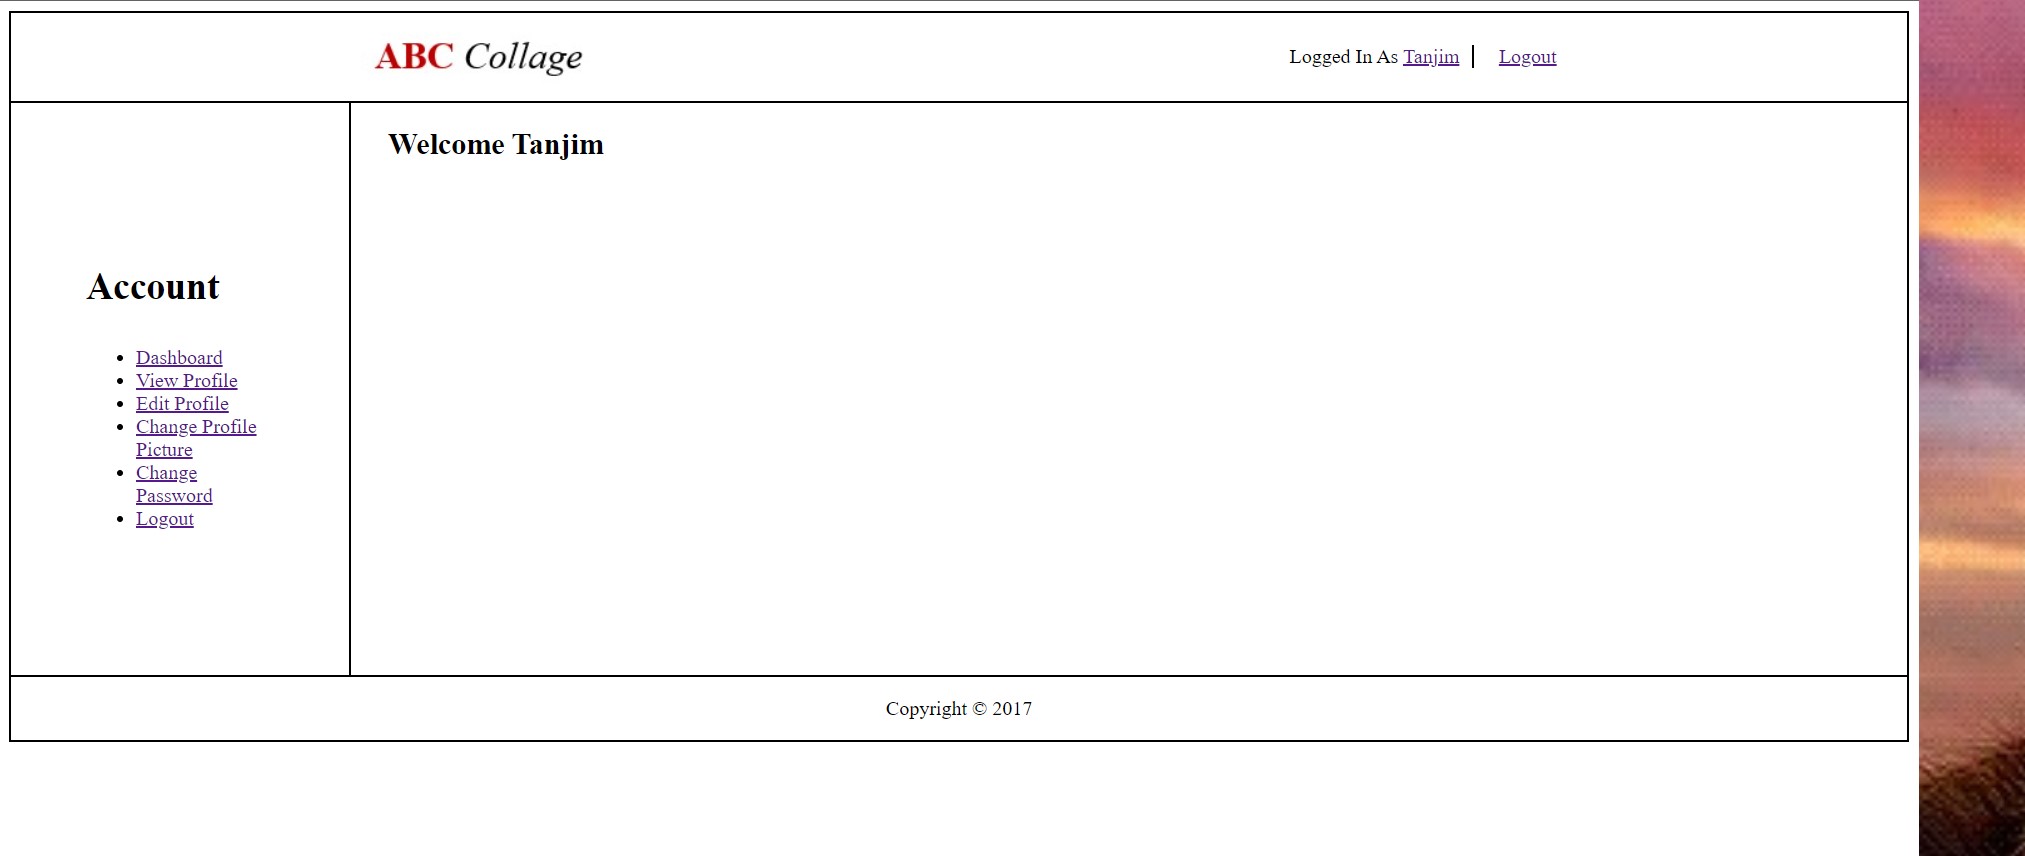 ABC Collage
Logged In As Tanjim | Logout
Welcome Tanjim
Account
Dashboard
View Profile
Edit Profile
Change Profile
Picture
Change
Password
Logout
Copyright © 2017